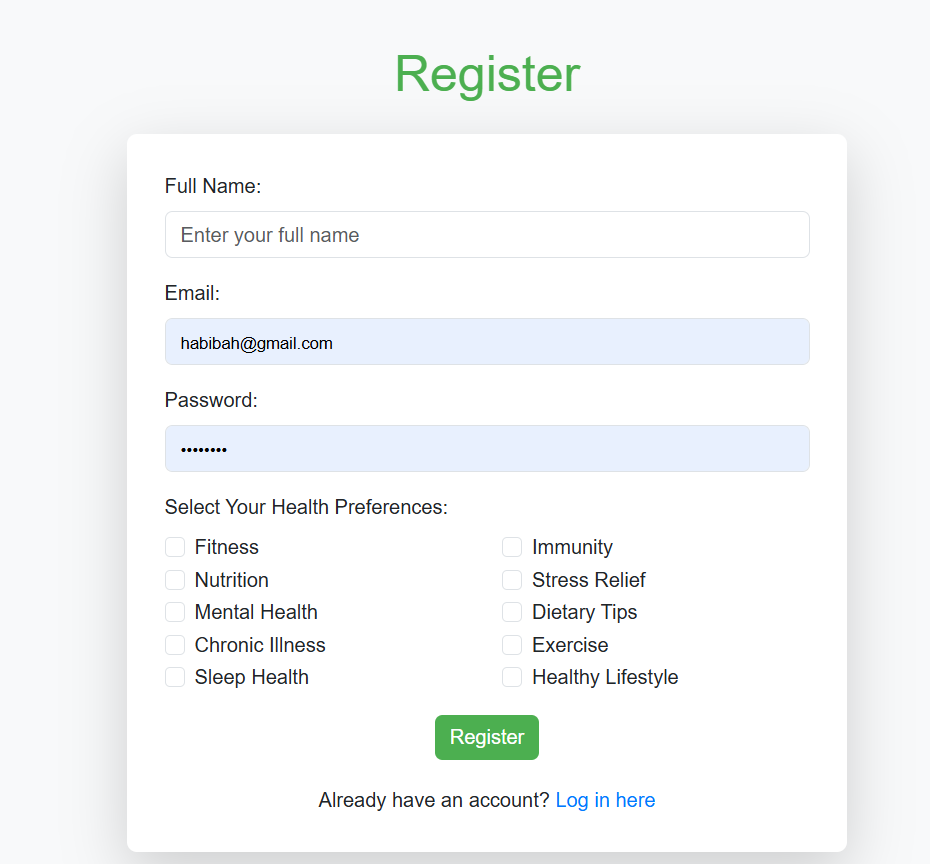 Register
Full Name:
Enter your full name
Email:
habibah@gmail.com
Password:
••••••••
Select Your Health Preferences:
Fitness
Immunity
Nutrition
Stress Relief
Mental Health
Dietary Tips
Chronic Illness
Exercise
Sleep Health
Healthy Lifestyle
Register
Already have an account? Log in here